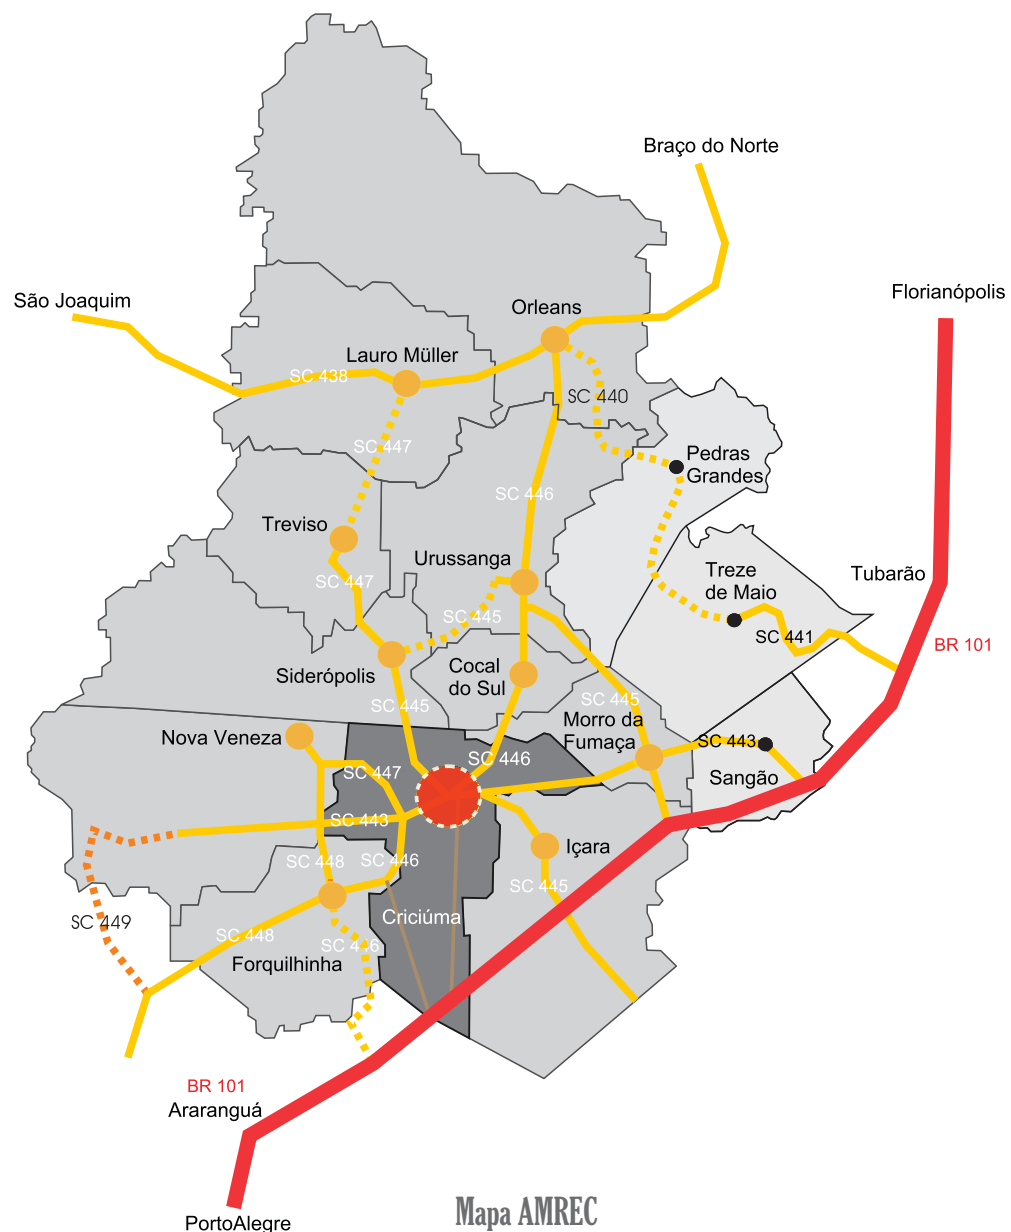 Braço do Norte
Florianópolis
São Joaquim
Orleans
Lauro Müller
SC 438
SC 440
SC 447
Pedras
Grandes
SC 446
Treviso
Urussanga
Treze
de Maio
Tubarão
SC 447
SC 445
SC 441
BR 101
Siderópolis
Cocal
do Sul
SC 445
SC 445
Morro da
Fumaça
Nova Veneza
SC 443
SC 446
SC 447
Sangão
SC 443
Içara
SC 448
SC 446
SC 445
Criciúma
SC 449
SC 448
SC 446
Forquilhinha
BR 101
Araranguá
PortoAlegre
Mapa AMREC